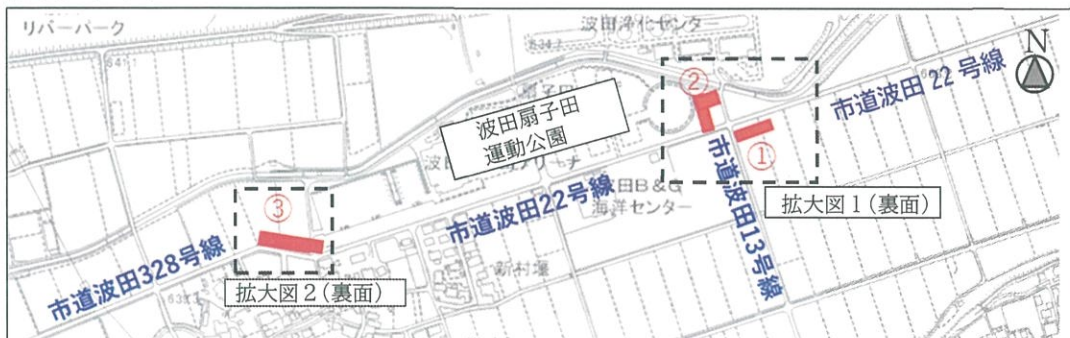 リバーパーク
波田浄化センタ
N
②
市道波田22号線
波田扇子田
運動公園
①
拡大図1(裏面)
③
市道波田22号線
田B&G
海洋センター
市道波田13号線
市道波田328号線
新村堰
拡大図2(裏面)